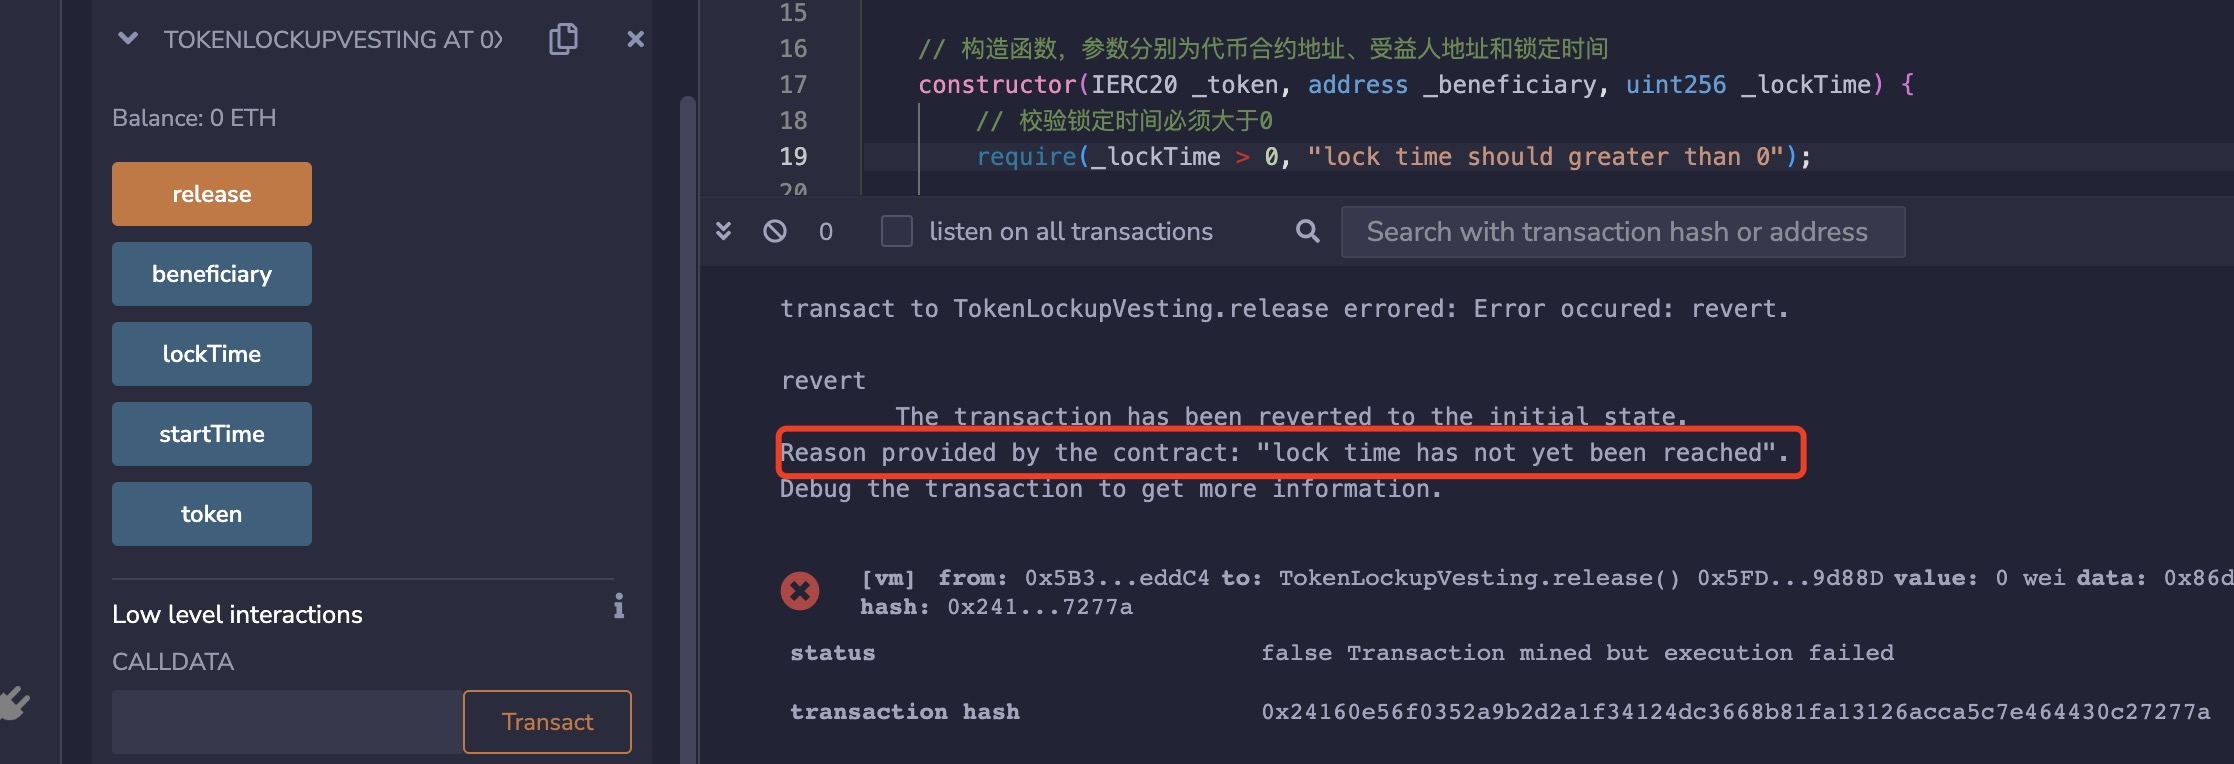 TOKENLOCKUPVESTING AT 0X
Balance: 0 ETH
release
beneficiary
lockTime
startTime
token
Low level interactions
i
CALLDATA
Transact
15
16 // 构造函数，参数分别为代币合约地址、受益人地址和锁定时间
17 constructor(IERC20 _token, address _beneficiary, uint256 _lockTime) {
18 // 校验锁定时间必须大于0
19 require(_lockTime > 0, "lock time should greater than 0");
20
0 listen on all transactions Search with transaction hash or address
transact to TokenLockupVesting.release errored: Error occured: revert.
revert
The transaction has been reverted to the initial state.
Reason provided by the contract: "lock time has not yet been reached".
Debug the transaction to get more information.
[vm] from: 0x5B3...eddC4 to: TokenLockupVesting.release() 0x5FD...9d88D value: 0 wei data: 0x86d
hash: 0x241...7277a
status false Transaction mined but execution failed
transaction hash 0x24160e56f0352a9b2d2a1f34124dc3668b81fa13126acca5c7e464430c27277a